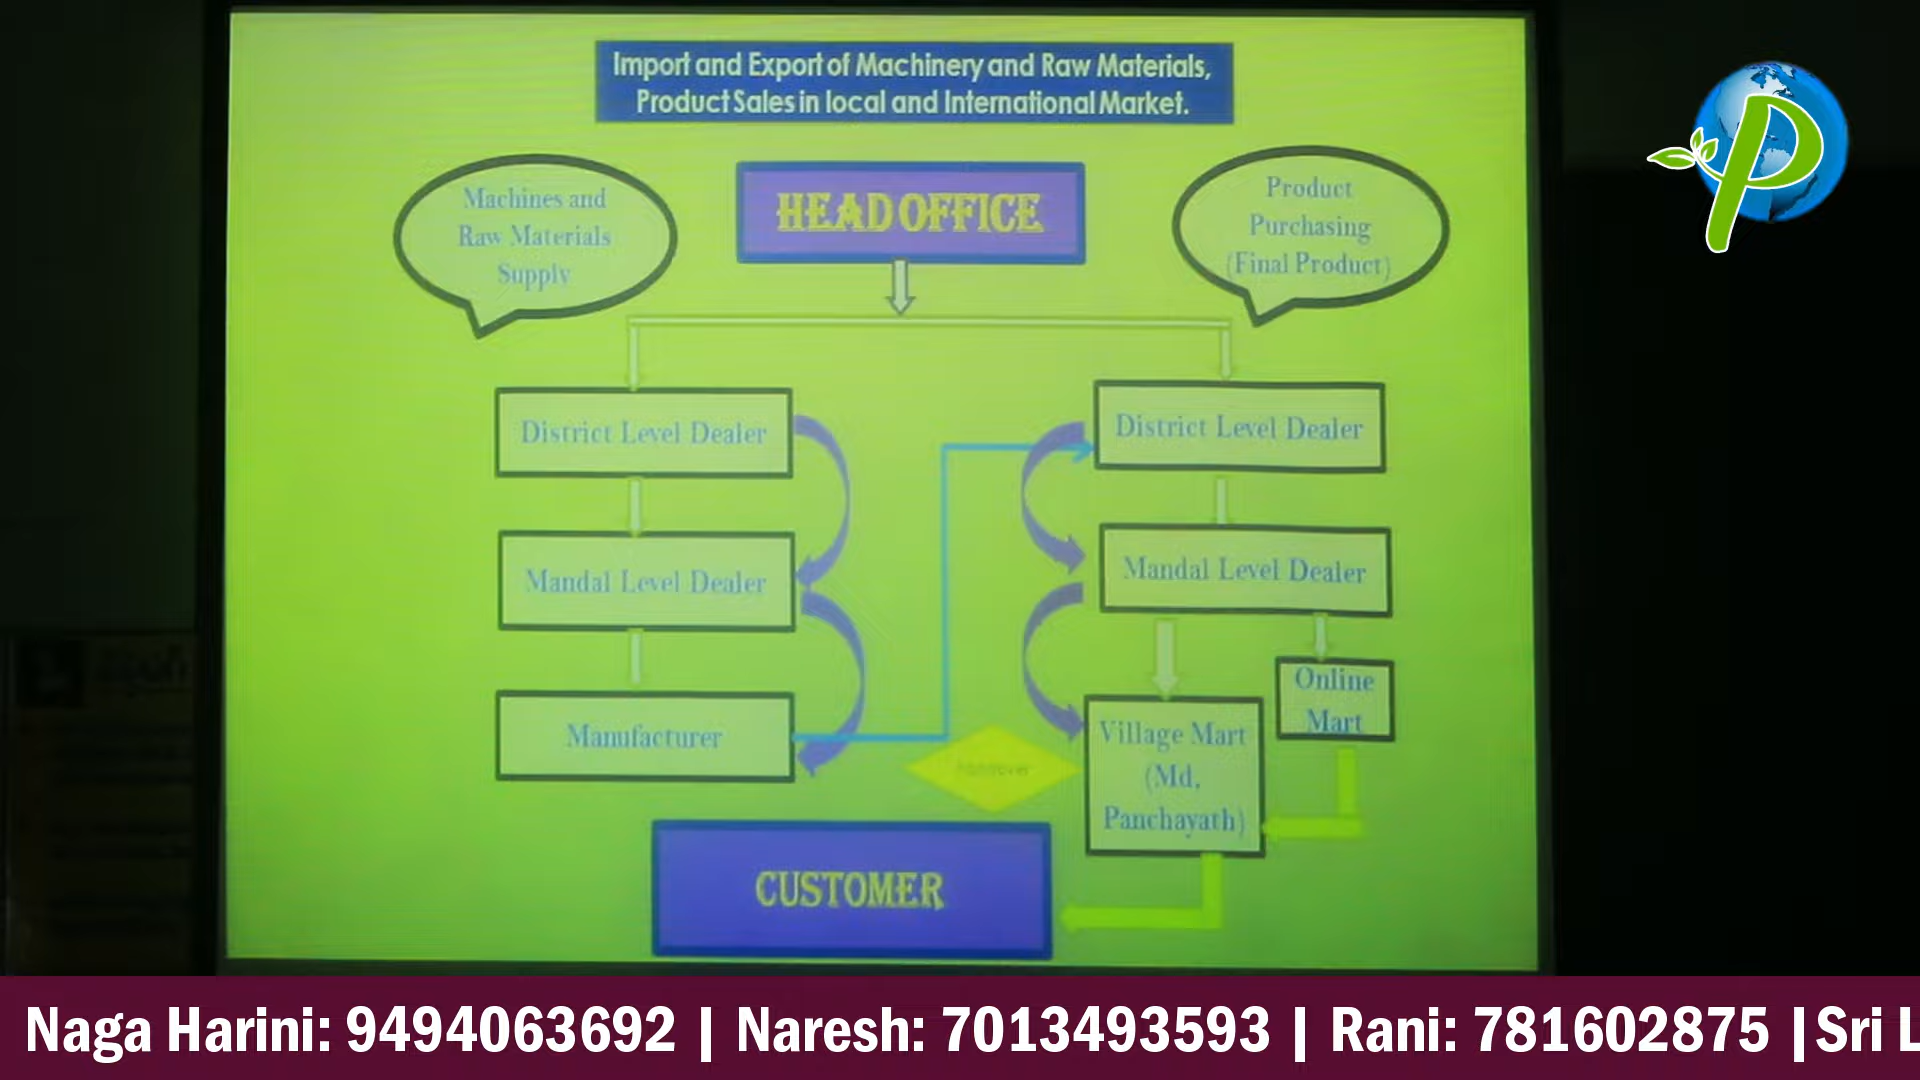 Import and Export of Machinery and Raw Materials,
Product Sales in local and International Market.
Machines and
Raw Materials
Supply
HEAD OFFICE
Product
Purchasing
(Final Product)
District Level Dealer
District Level Dealer
Mandal Level Dealer
Mandal Level Dealer
Manufacturer
Online
Mart
Village Mart
(Md,
Panchayath)
CUSTOMER
P
Naga Harini: 9494063692 | Naresh: 7013493593 | Rani: 781602875 |Sri L